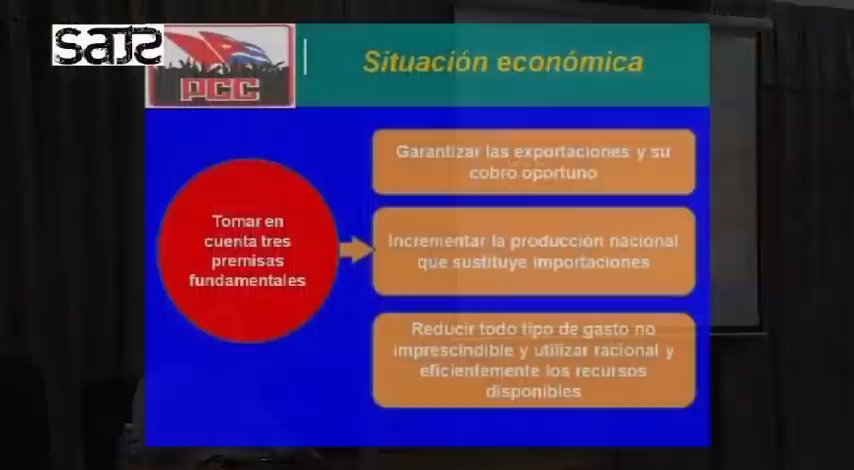 SATS
PCC
Situación económica
Tomar en
cuenta tres
premisas
fundamentales
Garantizar las exportaciones y su
cobro oportuno
Incrementar la producción nacional
que sustituye importaciones
Reducir todo tipo de gasto no
imprescindible y utilizar racional y
eficientemente los recursos
disponibles